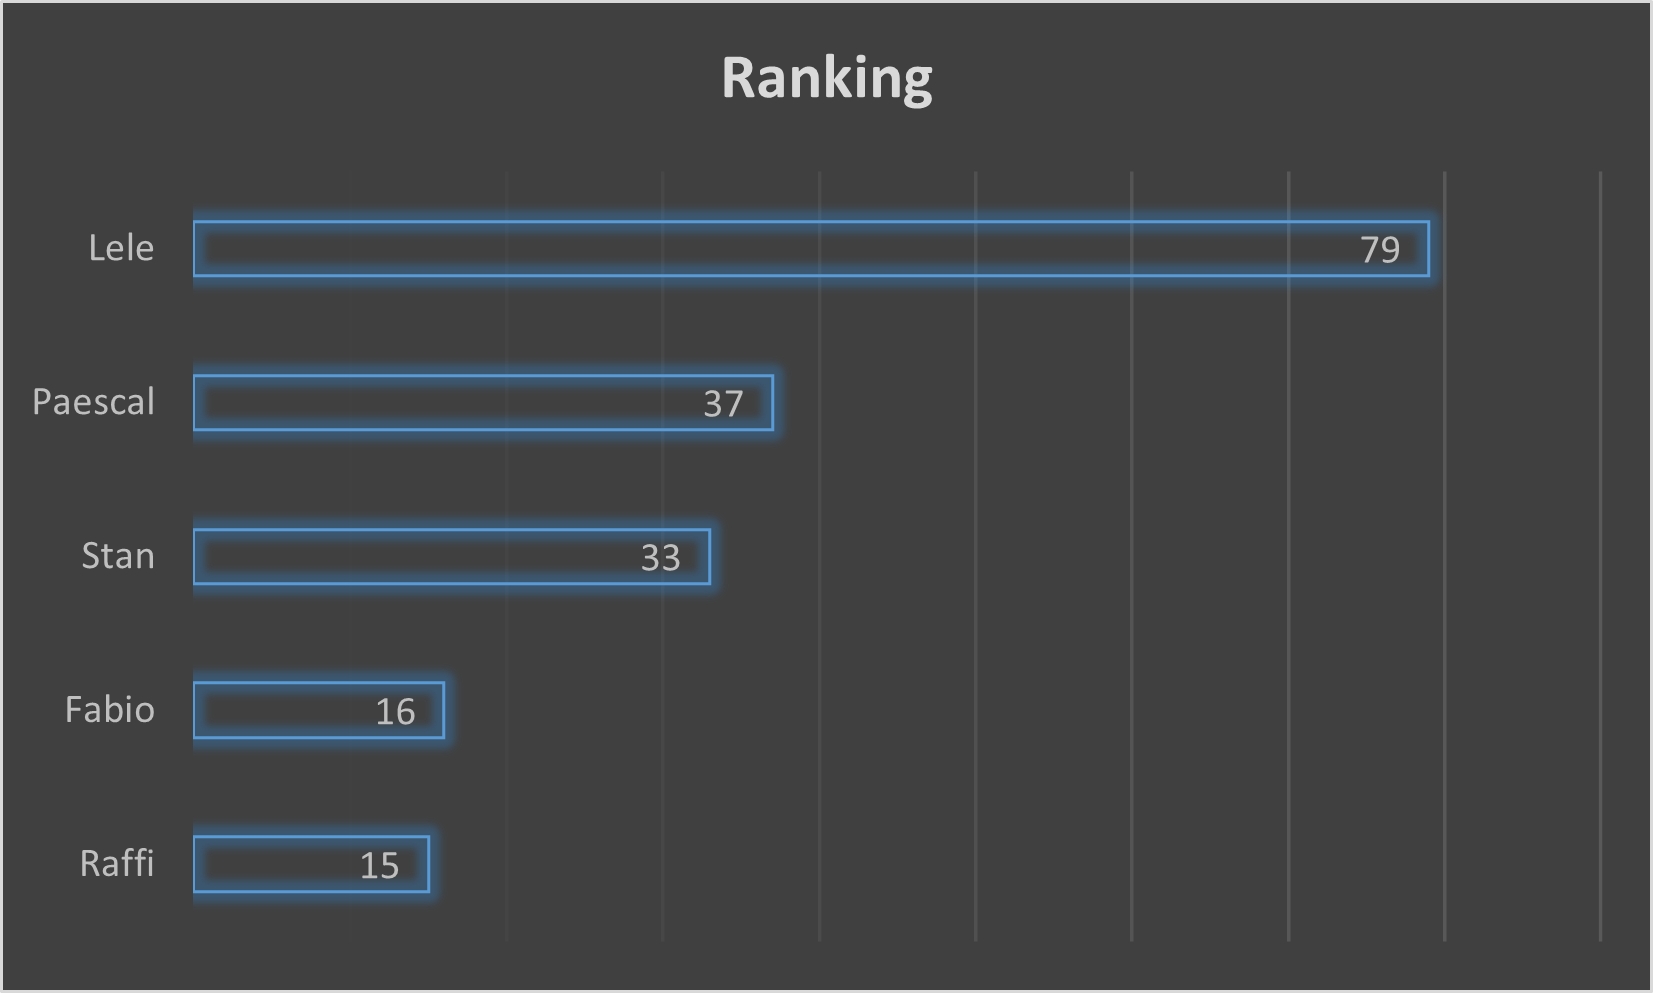 Ranking
Lele 79
Paescal 37
Stan 33
Fabio 16
Raffi 15